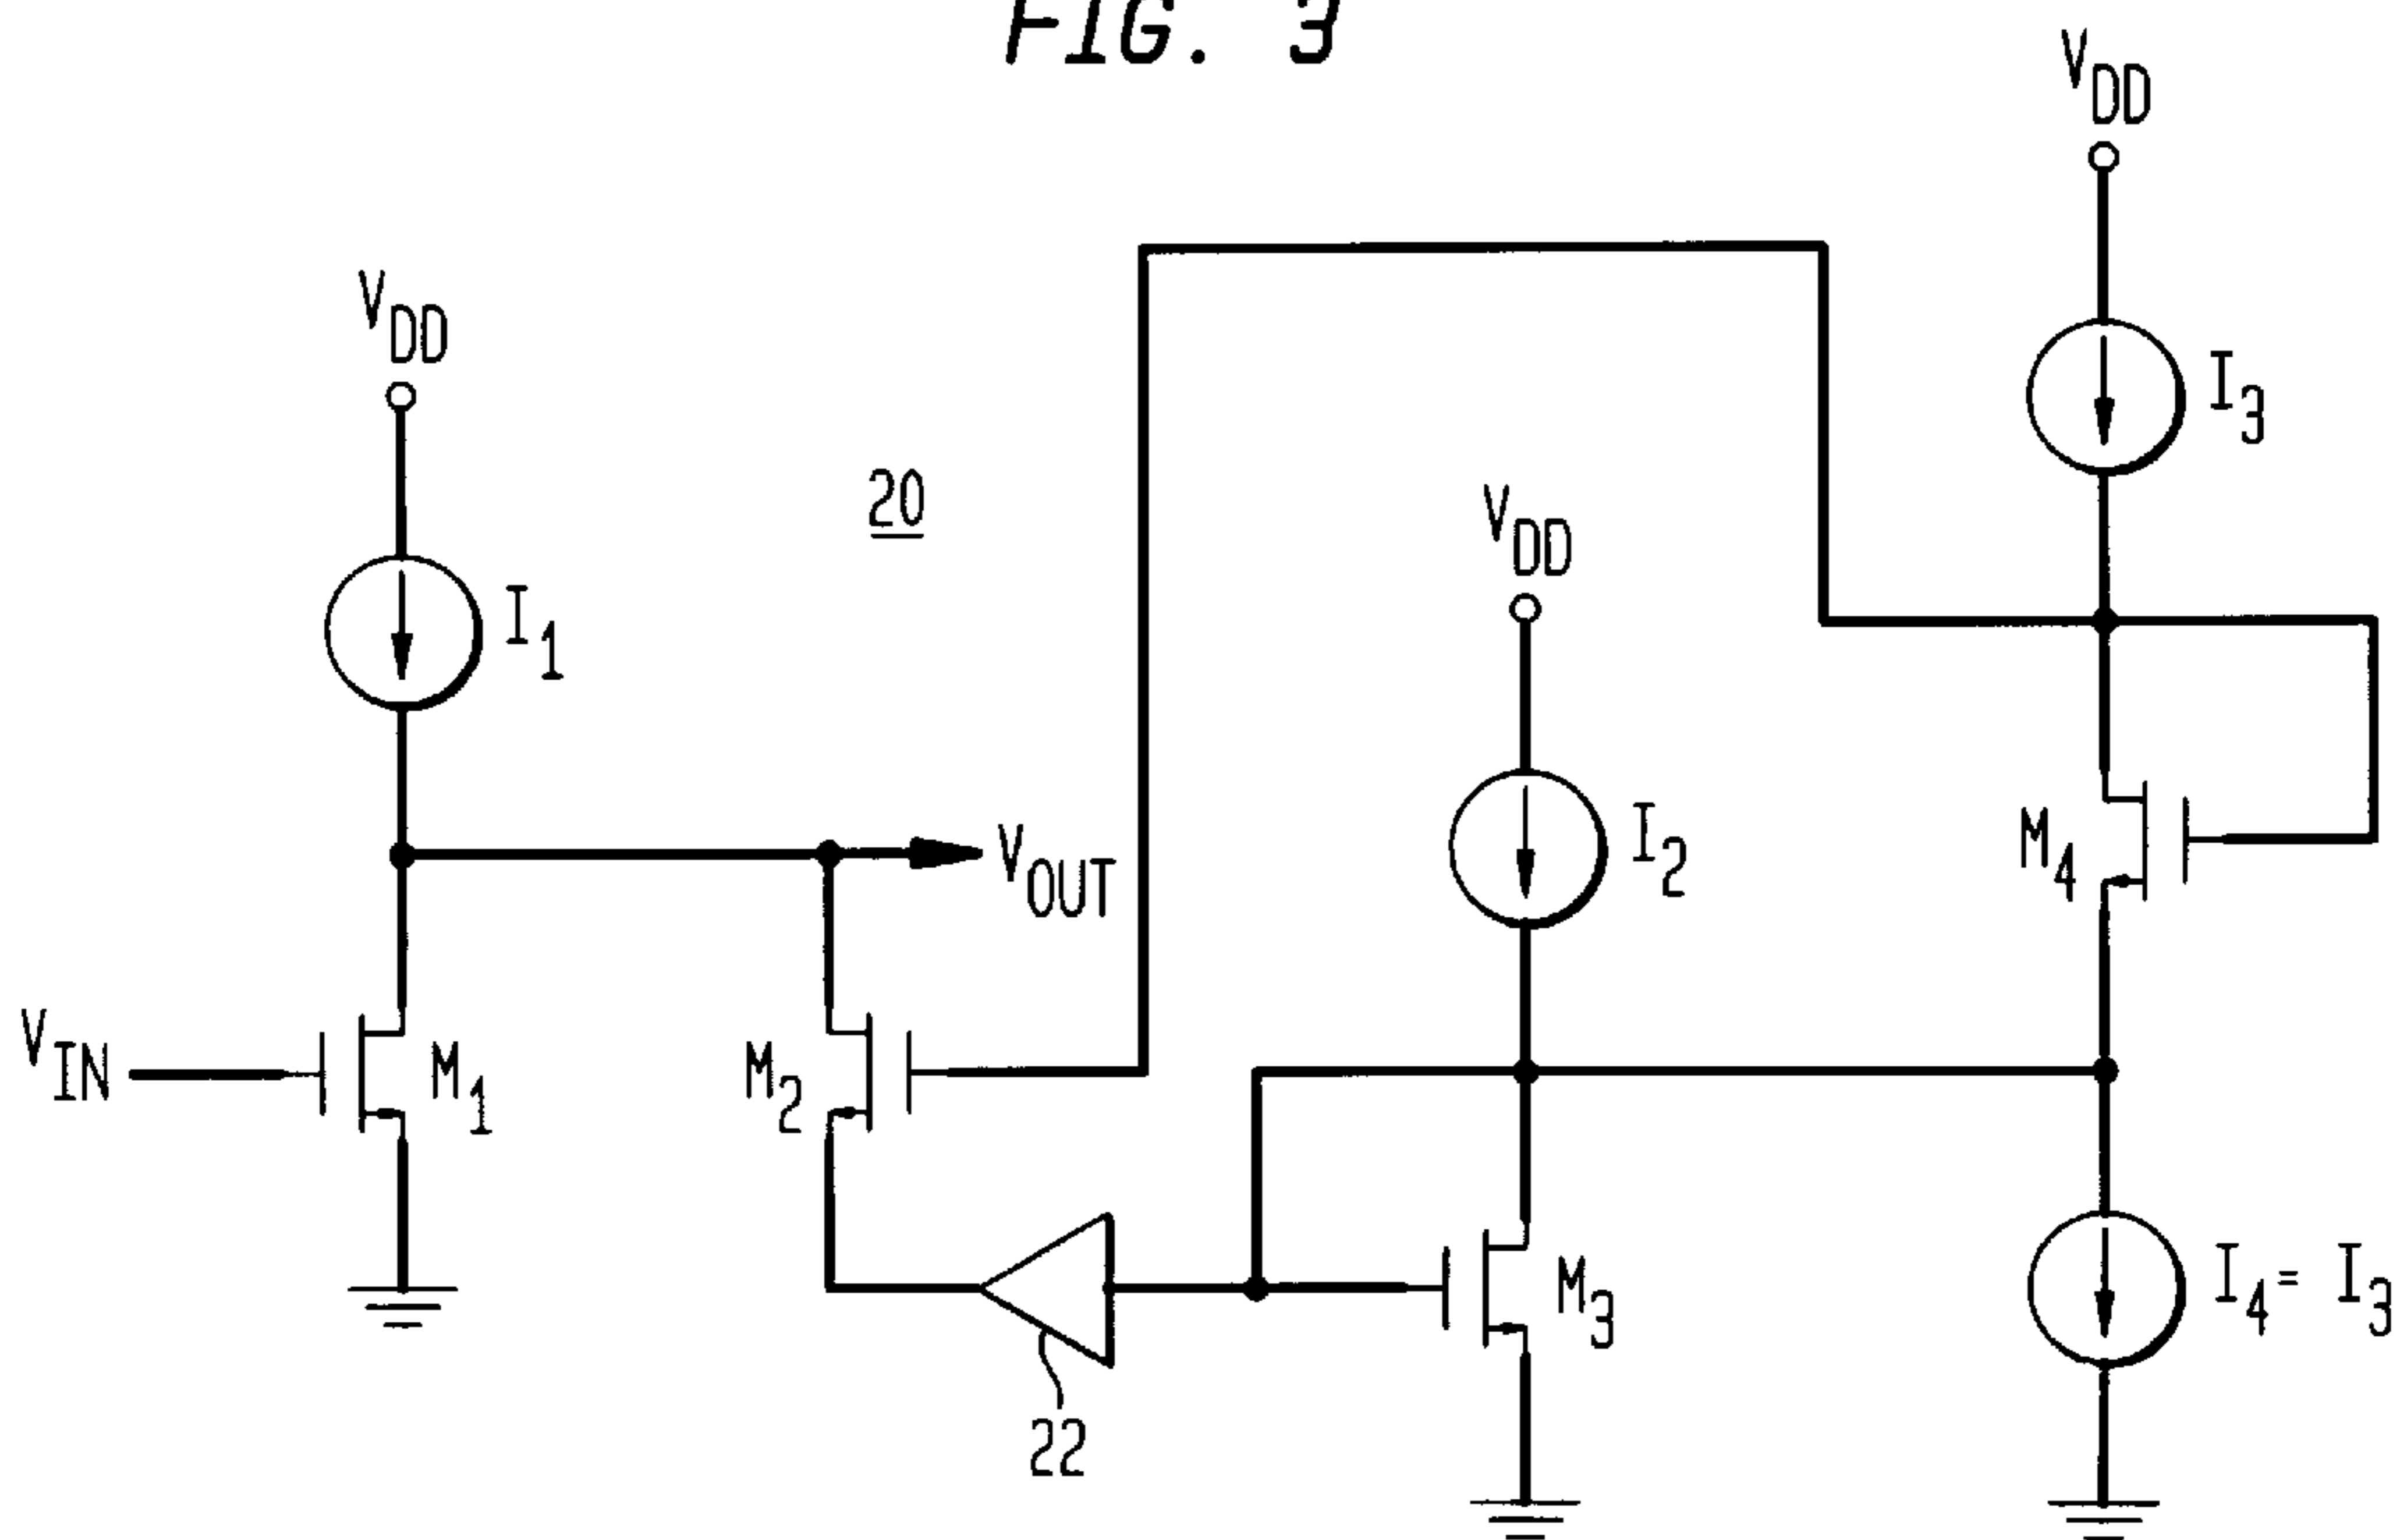 FIG. 3
VDD
VDD
I3
20
VDD
I1
I2
VOUT
M4
VIN
M1
M2
M3
I4 = I3
22